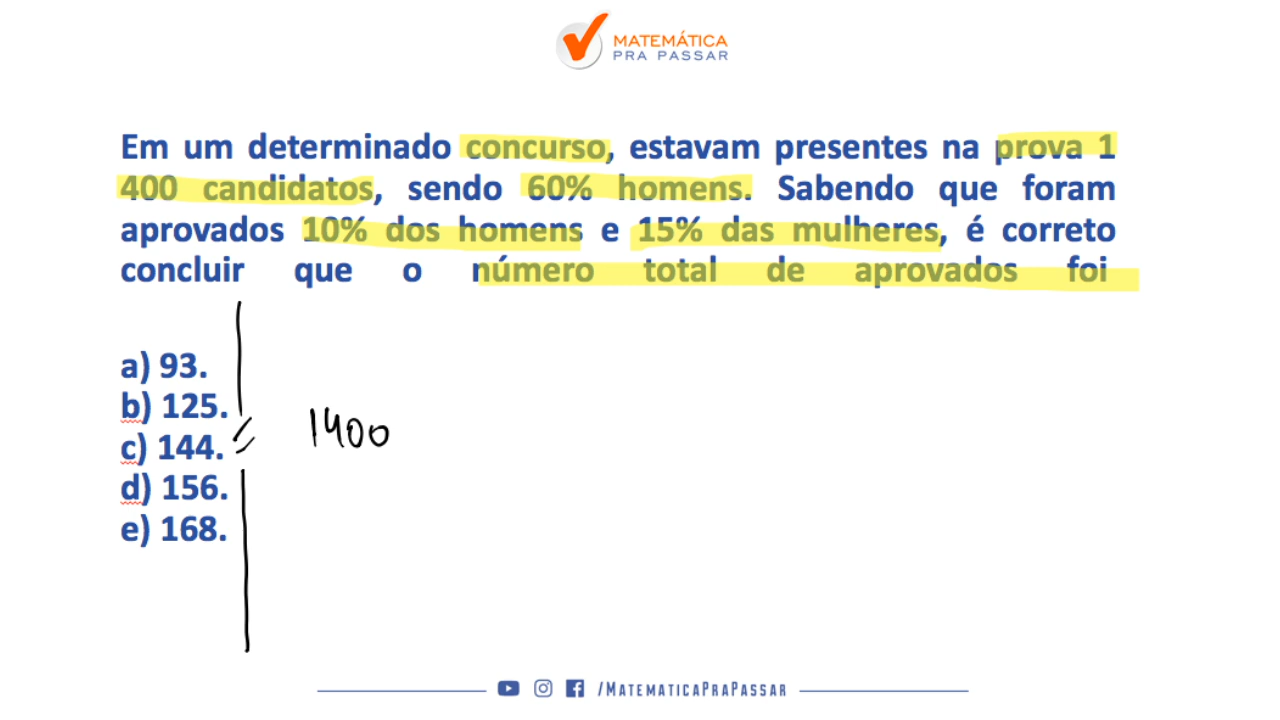 MATEMÁTICA
PRA PASSAR
Em um determinado concurso, estavam presentes na prova 1
400 candidatos, sendo 60% homens. Sabendo que foram
aprovados 10% dos homens e 15% das mulheres, é correto
concluir que o número total de aprovados foi
a) 93.
b) 125.
c) 144.
d) 156.
e) 168.
1400
/MATEMATICAPRAPASSAR